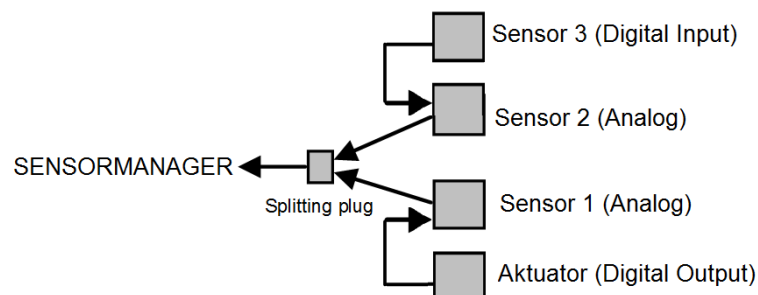 Sensor 3 (Digital Input)
Sensor 2 (Analog)
SENSORMANAGER
Splitting plug
Sensor 1 (Analog)
Aktuator (Digital Output)